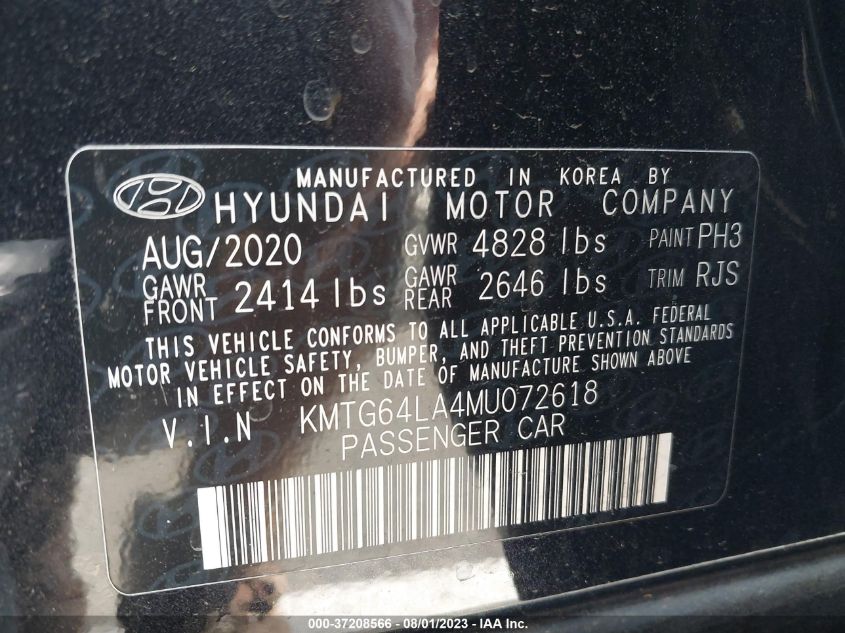 MANUFACTURED IN KOREA BY
HYUNDAI MOTOR COMPANY
AUG/2020 GVWR 4828 lbs PAINT PH3
GAWR FRONT 2414 lbs GAWR REAR 2646 lbs TRIM RJS
THIS VEHICLE CONFORMS TO ALL APPLICABLE U.S.A. FEDERAL
MOTOR VEHICLE SAFETY, BUMPER, AND THEFT PREVENTION STANDARDS
IN EFFECT ON THE DATE OF MANUFACTURE SHOWN ABOVE
V.I.N KMTG64LA4MU072618
PASSENGER CAR
000-37208566 - 08/01/2023 - IAA Inc.